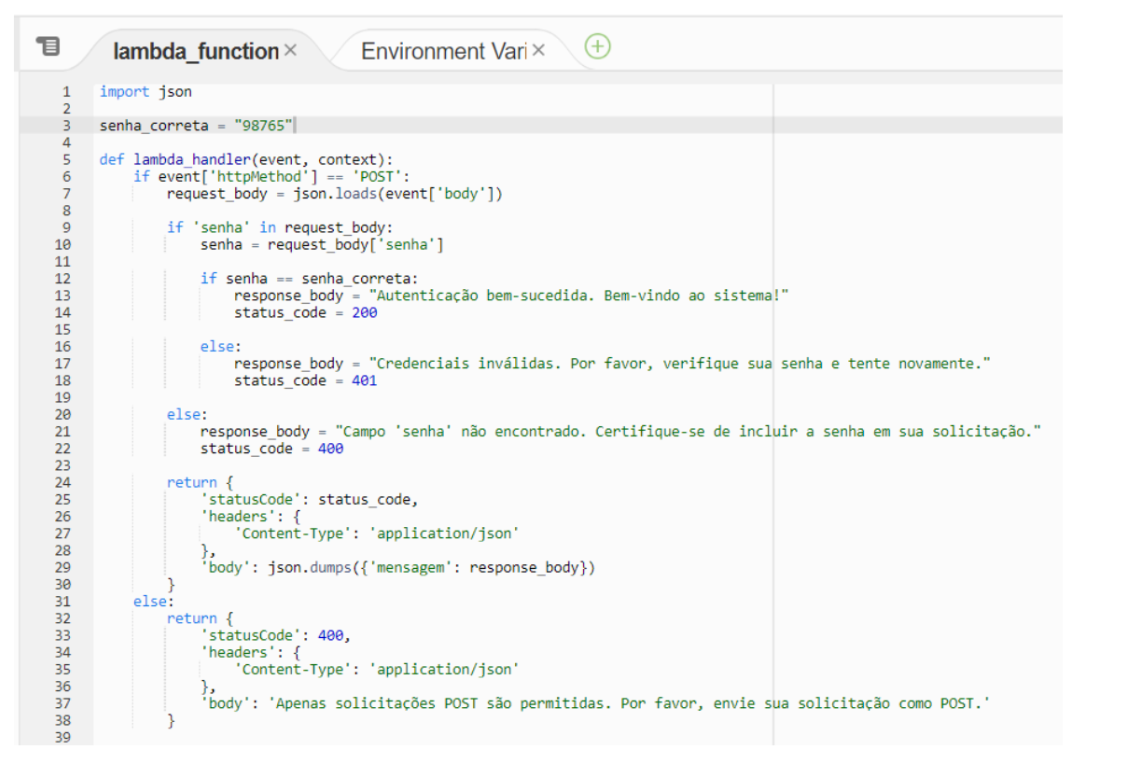 lambda_function × Environment Vari ×
1 import json
2
3 senha_correta = "98765"
4
5 def lambda_handler(event, context):
6     if event['httpMethod'] == 'POST':
7         request_body = json.loads(event['body'])
8
9         if 'senha' in request_body:
10             senha = request_body['senha']
11
12             if senha == senha_correta:
13                 response_body = "Autenticação bem-sucedida. Bem-vindo ao sistema!"
14                 status_code = 200
15
16             else:
17                 response_body = "Credenciais inválidas. Por favor, verifique sua senha e tente novamente."
18                 status_code = 401
19
20         else:
21             response_body = "Campo 'senha' não encontrado. Certifique-se de incluir a senha em sua solicitação."
22             status_code = 400
23
24         return {
25             'statusCode': status_code,
26             'headers': {
27                 'Content-Type': 'application/json'
28             },
29             'body': json.dumps({'mensagem': response_body})
30         }
31     else:
32         return {
33             'statusCode': 400,
34             'headers': {
35                 'Content-Type': 'application/json'
36             },
37             'body': 'Apenas solicitações POST são permitidas. Por favor, envie sua solicitação como POST.'
38         }
39